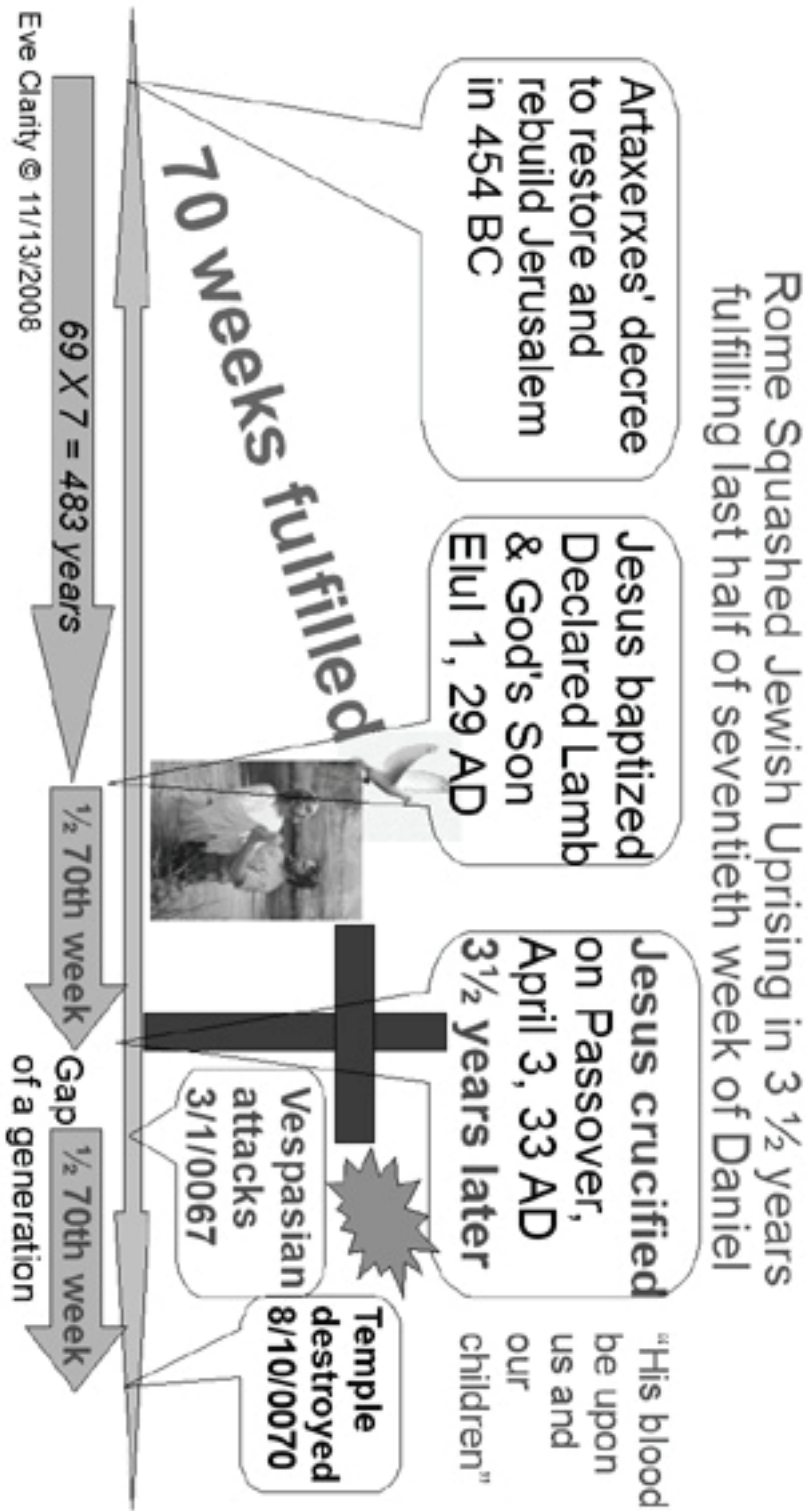 Rome Squashed Jewish Uprising in 3 ½ years
fulfilling last half of seventieth week of Daniel
Artaxerxes' decree
to restore and
rebuild Jerusalem
in 454 BC
Jesus baptized
Declared Lamb
& God's Son
Elul 1, 29 AD
Jesus crucified
on Passover,
April 3, 33 AD
3½ years later
"His blood
be upon
us and
our
children"
70 weeks fulfilled
Vespasian
attacks
3/1/0067
Temple
destroyed
8/10/0070
69 X 7 = 483 years
½ 70th week
Gap
of a generation
½ 70th week
Eve Clarity © 11/13/2008